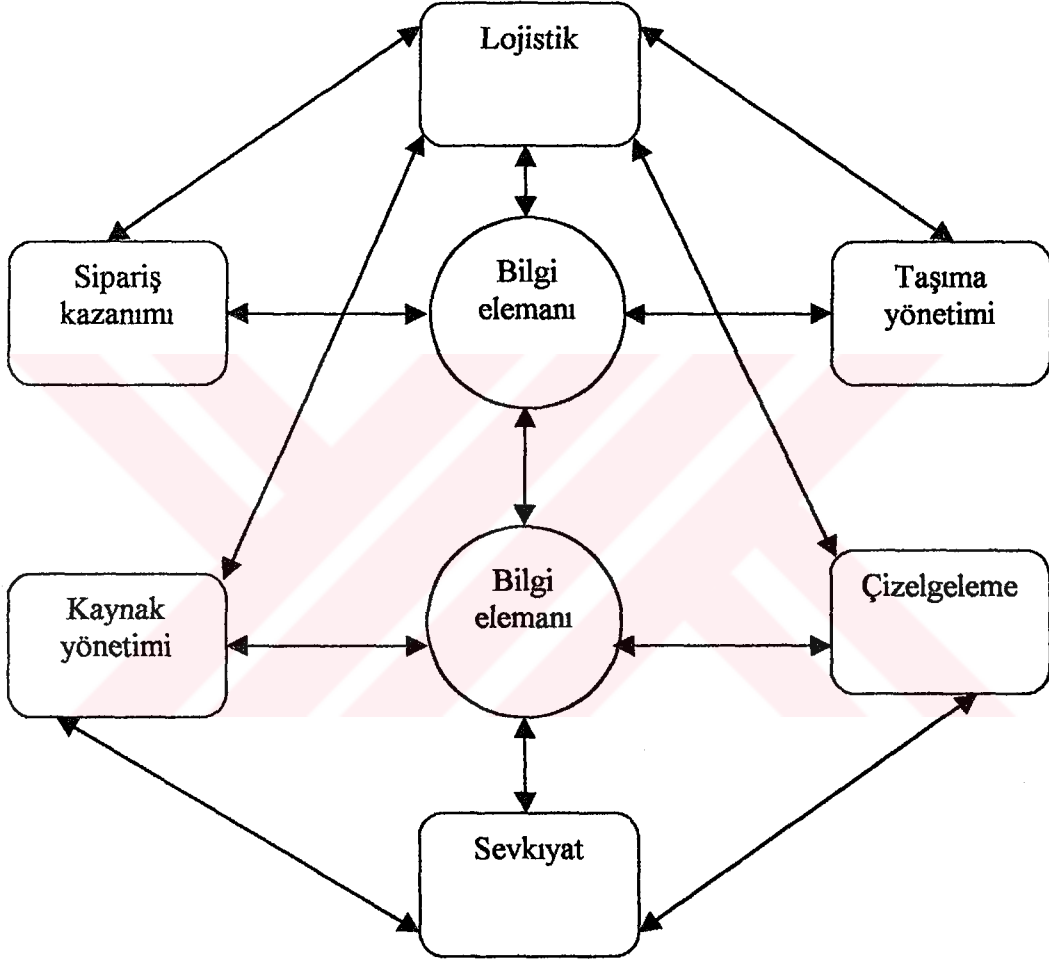 Lojistik
Sipariş
kazanımı
Bilgi
elemanı
Taşıma
yönetimi
Kaynak
yönetimi
Bilgi
elemanı
Çizelgeleme
Sevkıyat